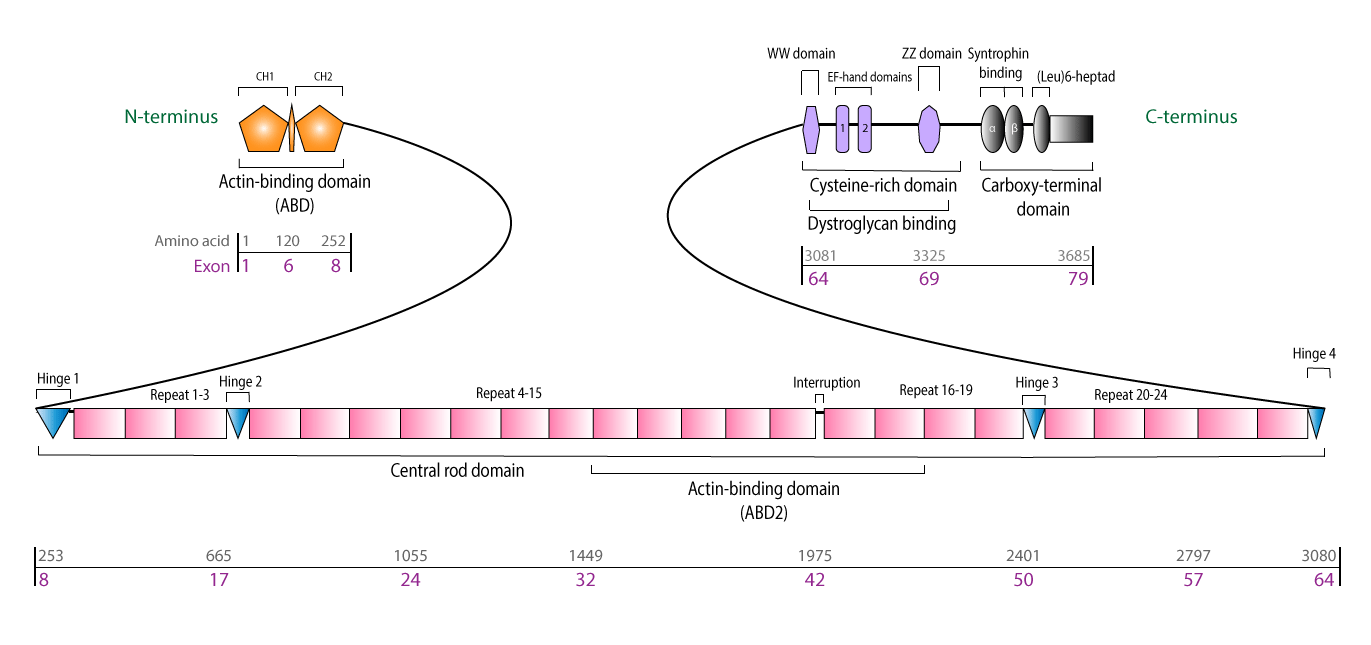 WW domain
ZZ domain
Syntrophin
binding
CH1
CH2
EF-hand domains
(Leu)6-heptad
N-terminus
C-terminus
1
2
α
β
Actin-binding domain
(ABD)
Cysteine-rich domain
Carboxy-terminal
domain
Dystroglycan binding
Amino acid 1 120 252
Exon 1 6 8
3081 3325 3685
64 69 79
Hinge 1
Repeat 1-3
Hinge 2
Repeat 4-15
Interruption
Repeat 16-19
Hinge 3
Repeat 20-24
Hinge 4
Central rod domain
Actin-binding domain
(ABD2)
253 665 1055 1449 1975 2401 2797 3080
8 17 24 32 42 50 57 64